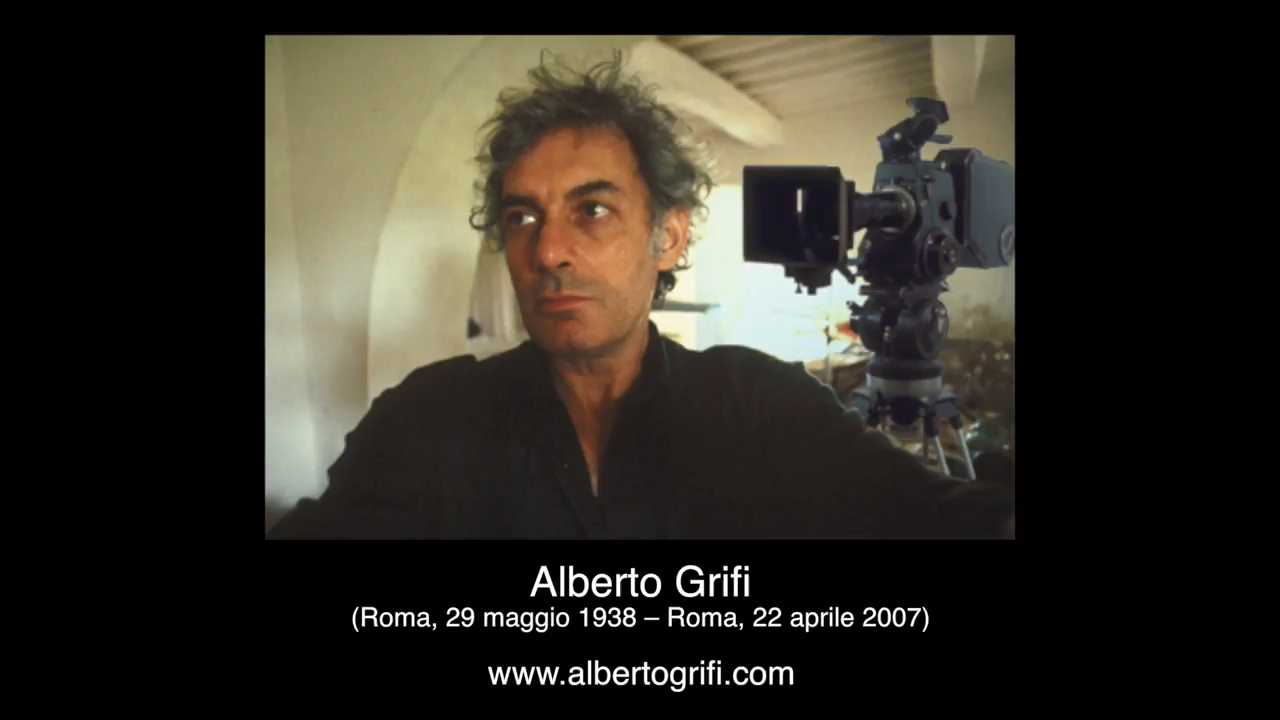 Alberto Grifi
(Roma, 29 maggio 1938 – Roma, 22 aprile 2007)
www.albertogrifi.com